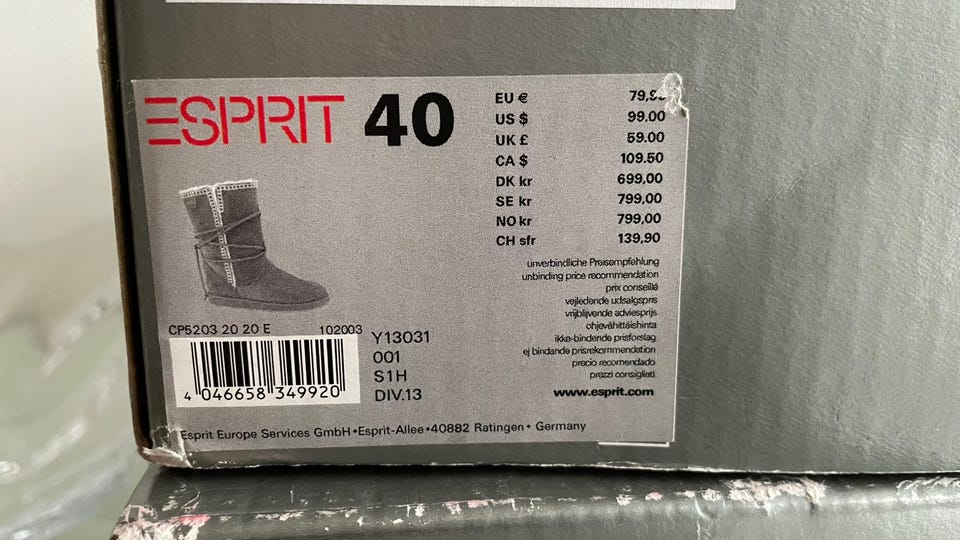 ESPRIT 40
EU € 79,9
US $ 99.00
UK £ 59.00
CA $ 109.50
DK kr 699,00
SE kr 799,00
NO kr 799,00
CH sfr 139,90
unverbindliche Preisempfehlung
unbinding price recommendation
prix conseillé
vejledende udsalgspris
vrijblijvende adviesprijs
ohjevähittäishinta
ikke-bindende prisforslag
ej bindande prisrekommendation
precio recomendado
prezzi consigliati
www.esprit.com
CP5203 20 20 E 102003
Y13031
001
S1H
DIV.13
4 046658 349920
Esprit Europe Services GmbH•Esprit-Allee•40882 Ratingen• Germany